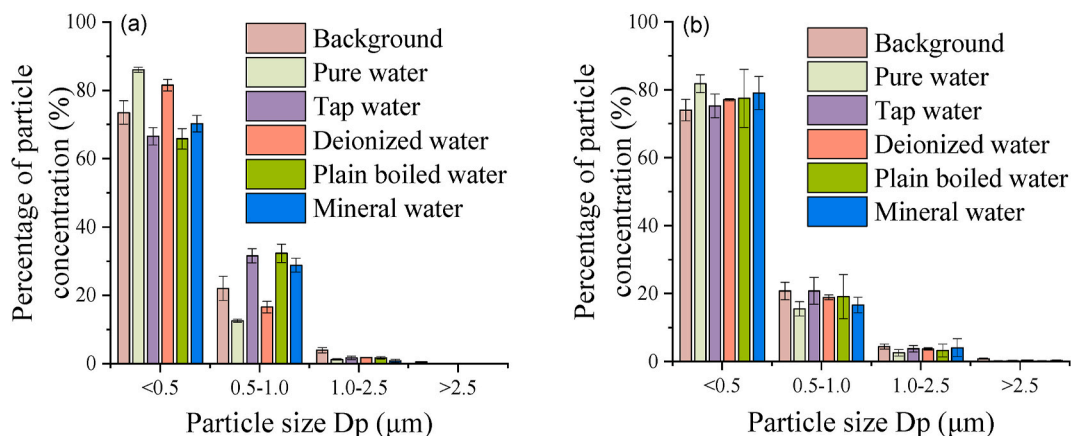 (a)
100
80
60
40
20
0
Percentage of particle
concentration (%)
Background
Pure water
Tap water
Deionized water
Plain boiled water
Mineral water
<0.5
0.5-1.0
1.0-2.5
>2.5
Particle size Dp (μm)
(b)
100
80
60
40
20
0
Percentage of particle
concentration (%)
Background
Pure water
Tap water
Deionized water
Plain boiled water
Mineral water
<0.5
0.5-1.0
1.0-2.5
>2.5
Particle size Dp (μm)